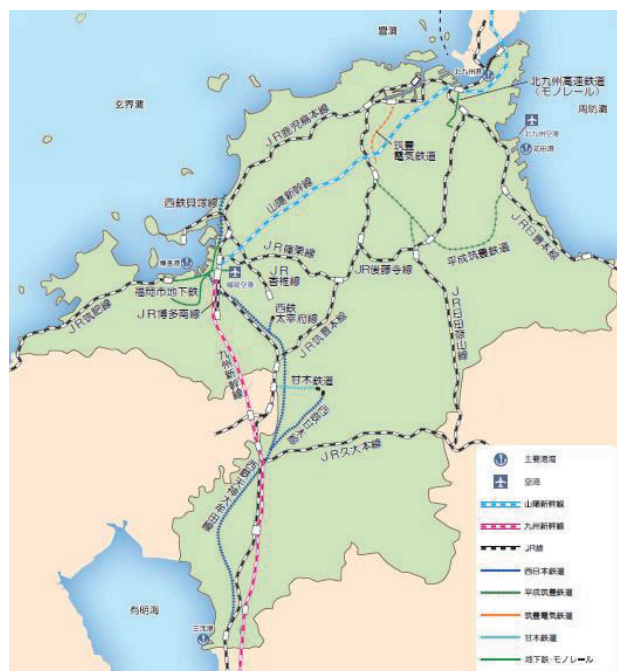 響灘
北九州港
北九州高速鉄道
(モノレール)
玄界灘
周防灘
JR鹿児島本線
北九州空港
筑豊
電気鉄道
苅田港
西鉄貝塚線
山陽新幹線
JR日豊本線
JR篠栗線
平成筑豊鉄道
博多港
JR
香椎線
JR後藤寺線
福岡空港
福岡市地下鉄
西鉄
太宰府線
JR筑肥線
JR博多南線
JR筑豊本線
JR日田彦山線
九州新幹線
甘木鉄道
西鉄甘木線
JR久大本線
西鉄天神大牟田線
有明海
三池港
主要港湾
空港
山陽新幹線
九州新幹線
JR線
西日本鉄道
平成筑豊鉄道
筑豊電気鉄道
甘木鉄道
地下鉄・モノレール